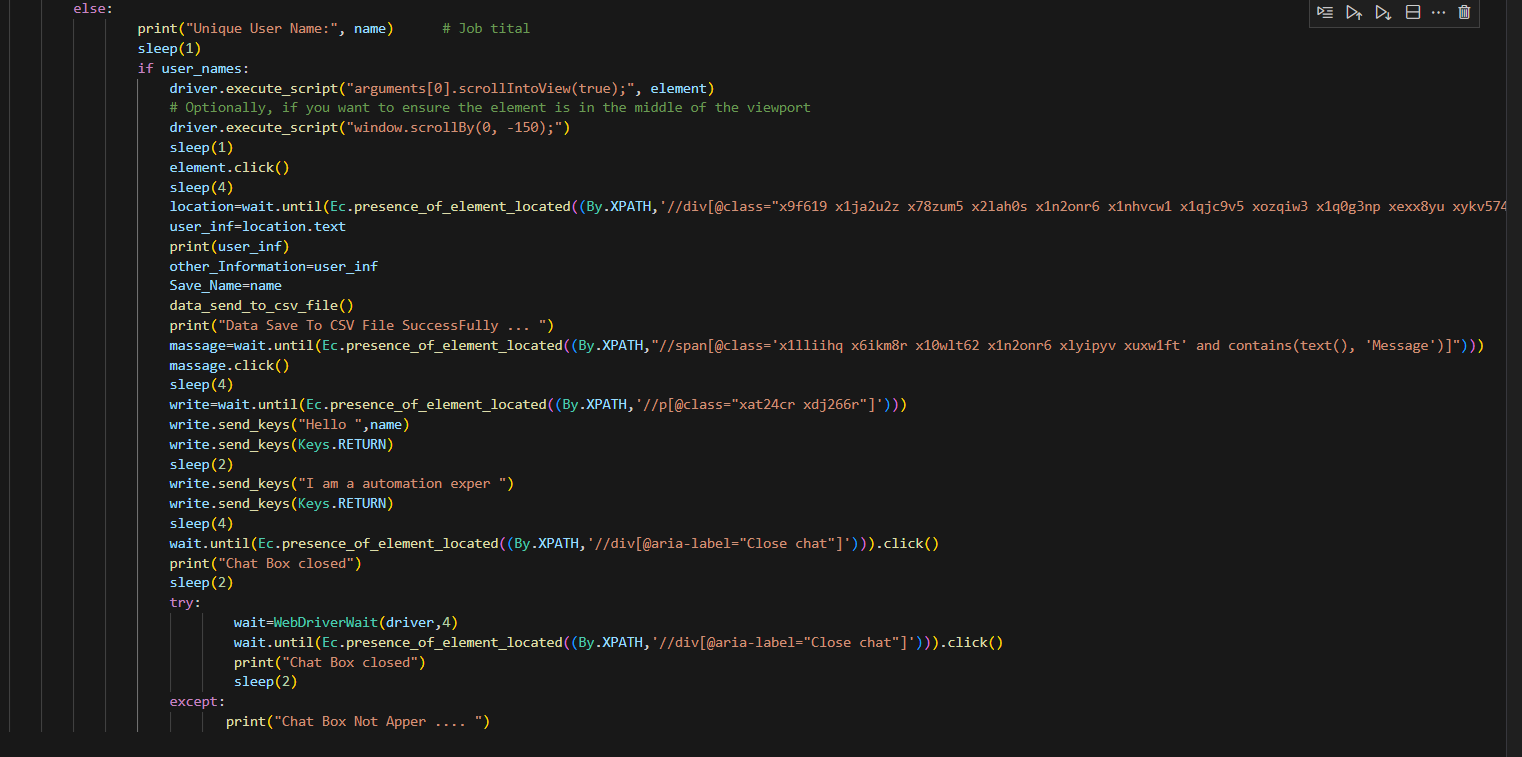 else:
print("Unique User Name:", name)      # Job tital
sleep(1)
if user_names:
driver.execute_script("arguments[0].scrollIntoView(true);", element)
# Optionally, if you want to ensure the element is in the middle of the viewport
driver.execute_script("window.scrollBy(0, -150);")
sleep(1)
element.click()
sleep(4)
location=wait.until(Ec.presence_of_element_located((By.XPATH,'//div[@class="x9f619 x1ja2u2z x78zum5 x2lah0s x1n2onr6 x1nhvcw1 x1qjc9v5 xozqiw3 x1q0g3np xexx8yu xykv574
user_inf=location.text
print(user_inf)
other_Information=user_inf
Save_Name=name
data_send_to_csv_file()
print("Data Save To CSV File SuccessFully ... ")
massage=wait.until(Ec.presence_of_element_located((By.XPATH,"//span[@class='x1lliihq x6ikm8r x10wlt62 x1n2onr6 xlyipyv xuxw1ft' and contains(text(), 'Message')]")))
massage.click()
sleep(4)
write=wait.until(Ec.presence_of_element_located((By.XPATH,'//p[@class="xat24cr xdj266r"]')))
write.send_keys("Hello ",name)
write.send_keys(Keys.RETURN)
sleep(2)
write.send_keys("I am a automation exper ")
write.send_keys(Keys.RETURN)
sleep(4)
wait.until(Ec.presence_of_element_located((By.XPATH,'//div[@aria-label="Close chat"]'))).click()
print("Chat Box closed")
sleep(2)
try:
wait=WebDriverWait(driver,4)
wait.until(Ec.presence_of_element_located((By.XPATH,'//div[@aria-label="Close chat"]'))).click()
print("Chat Box closed")
sleep(2)
except:
print("Chat Box Not Apper .... ")